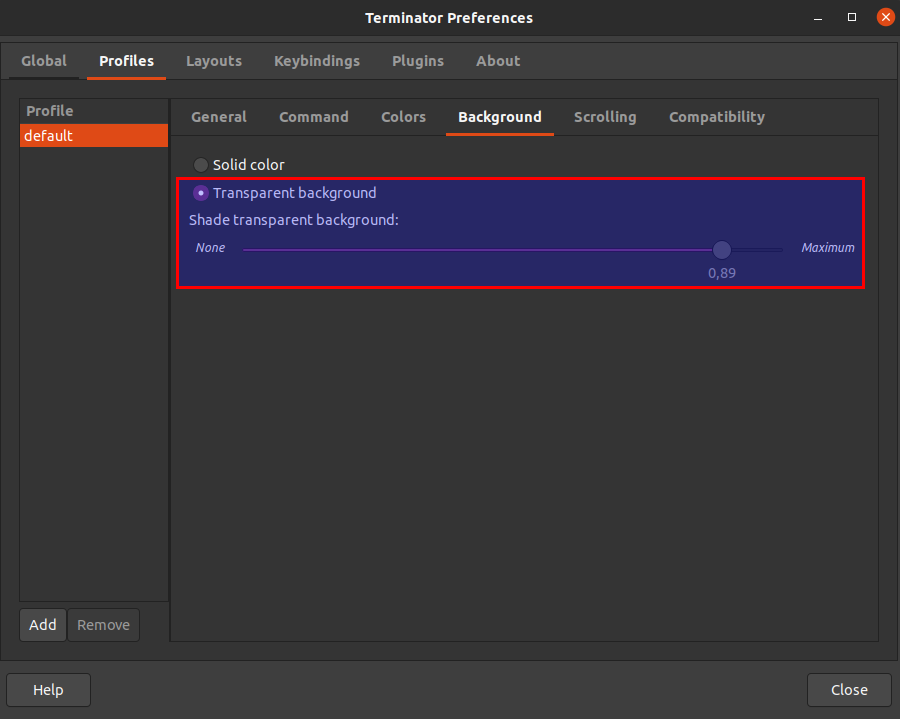 Terminator Preferences
Global Profiles Layouts Keybindings Plugins About
Profile
default
General Command Colors Background Scrolling Compatibility
Solid color
Transparent background
Shade transparent background:
None Maximum
0,89
Add Remove
Help Close